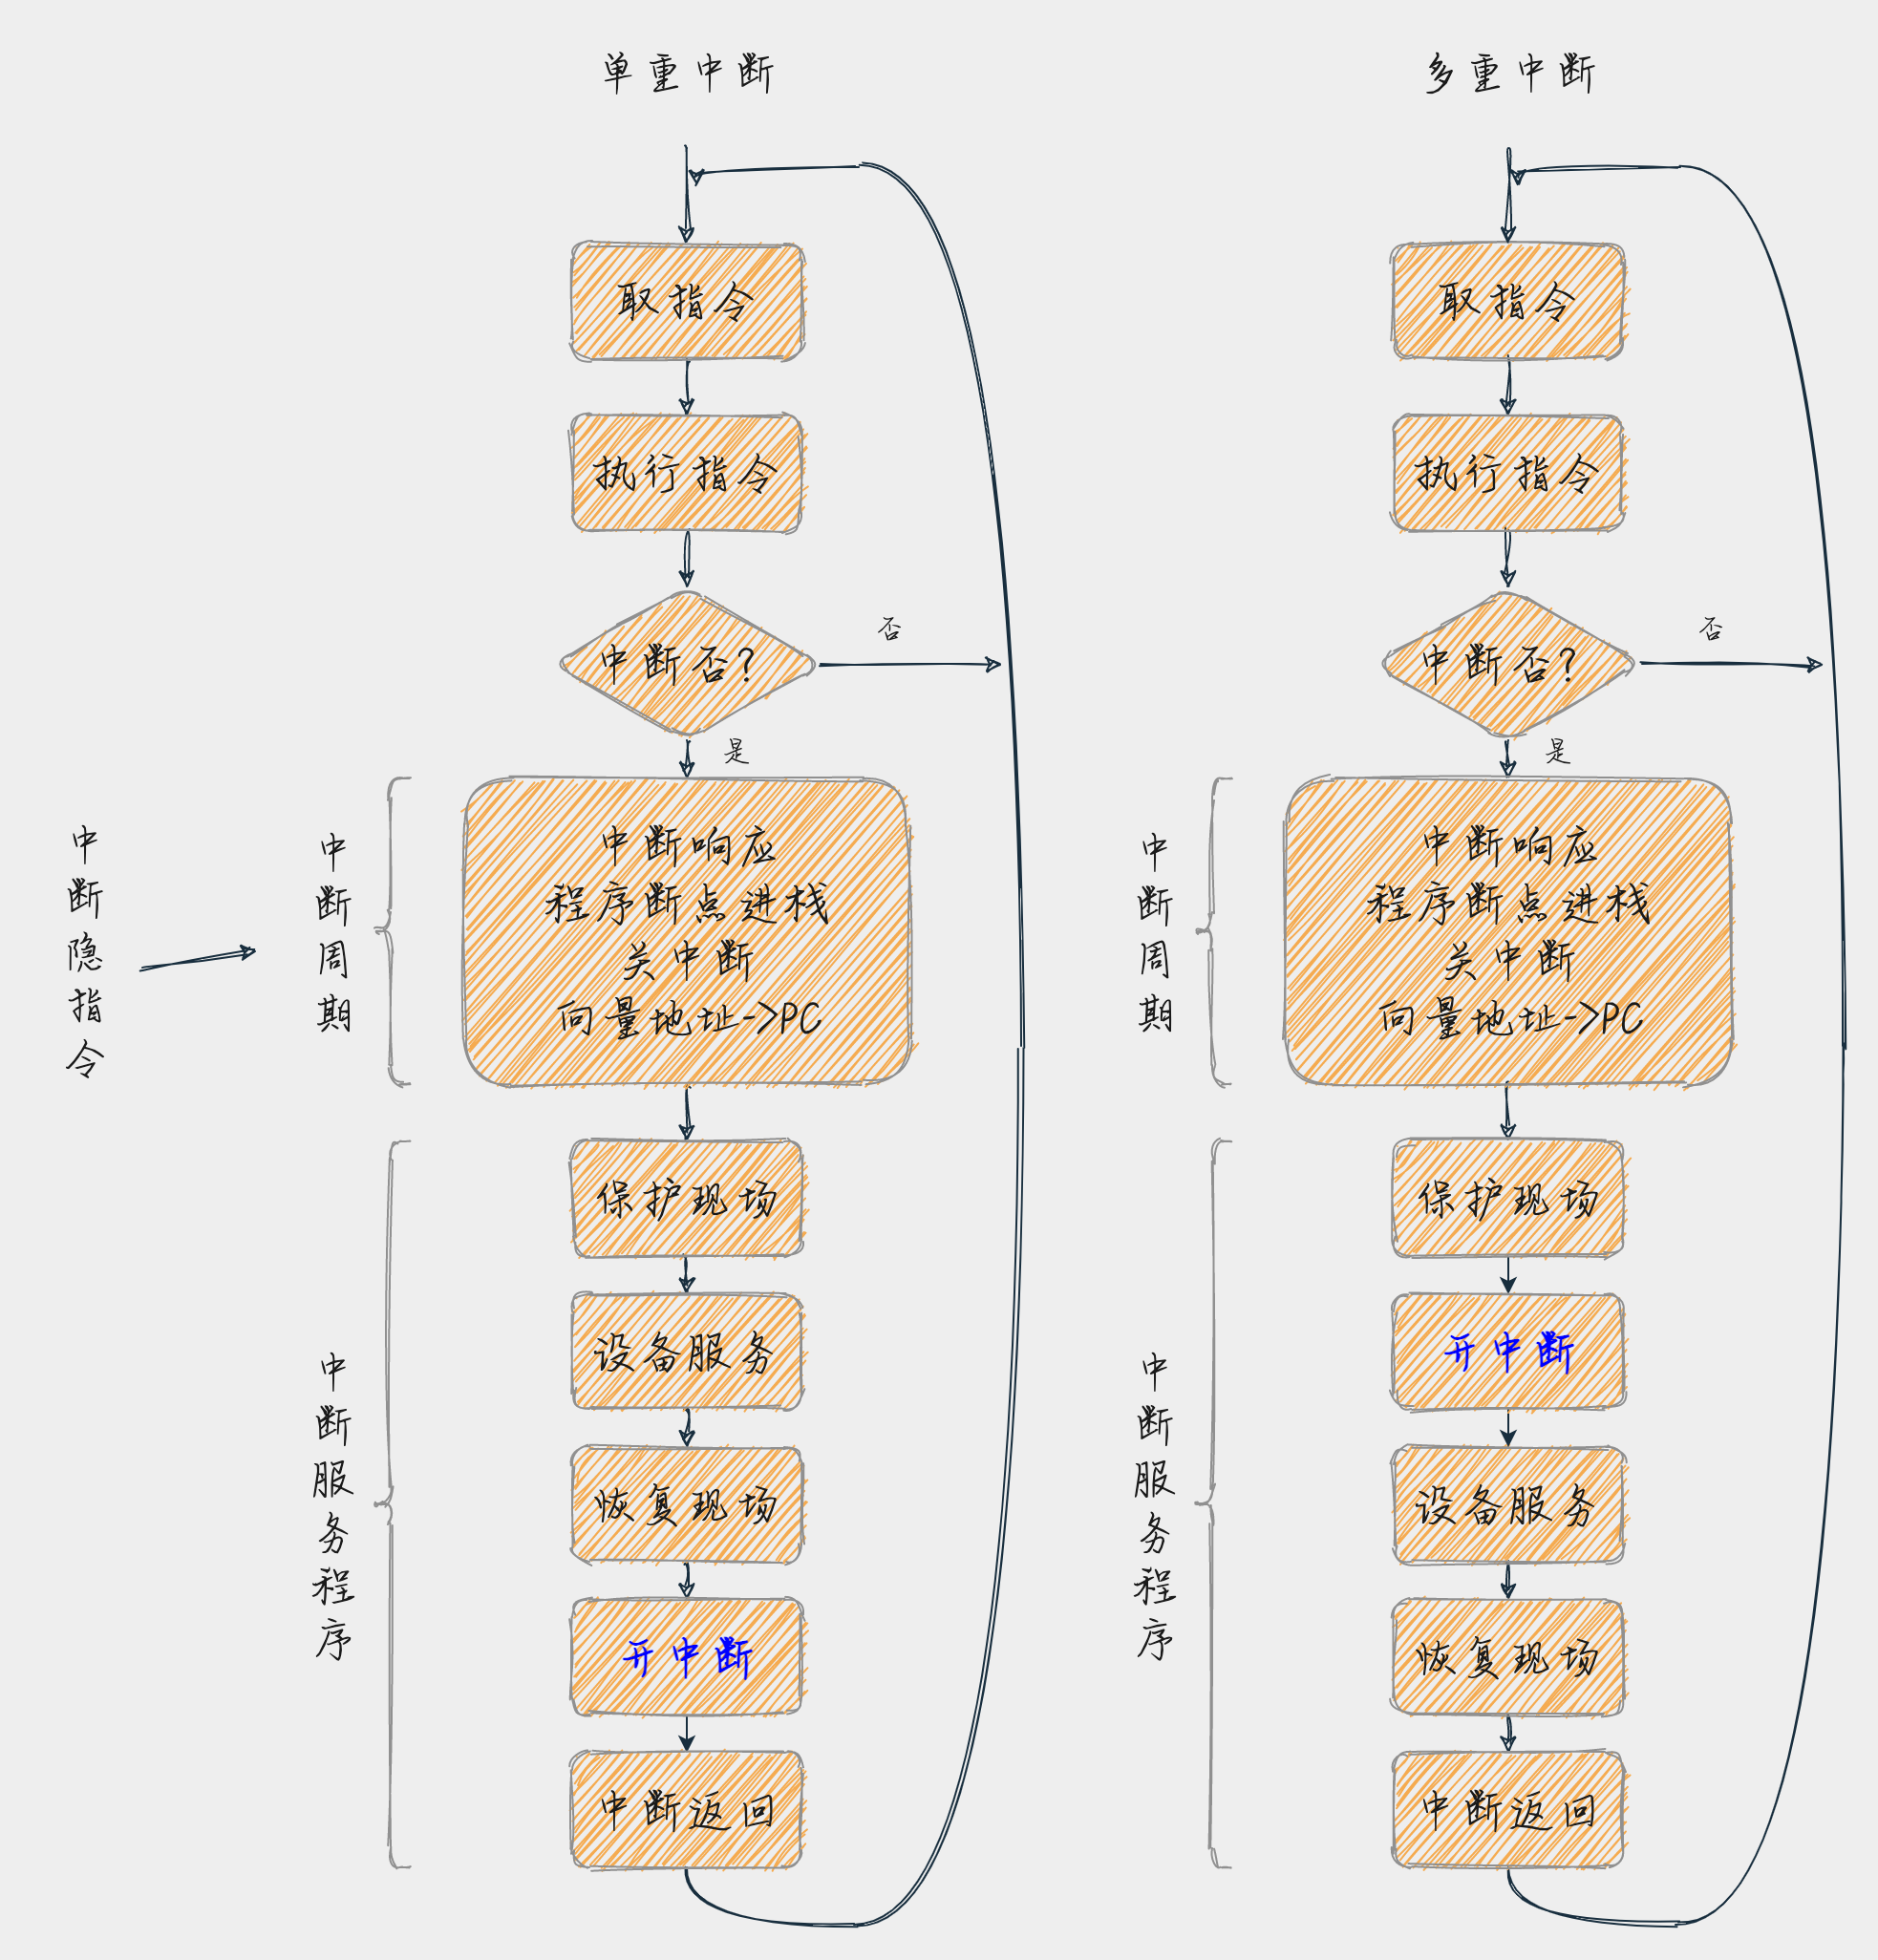 单重中断
取指令
执行指令
中断否?
否
是
中断隐指令
中断周期
中断响应
程序断点进栈
关中断
向量地址->PC
中断服务程序
保护现场
设备服务
恢复现场
开中断
中断返回
多重中断
取指令
执行指令
中断否?
否
是
中断周期
中断响应
程序断点进栈
关中断
向量地址->PC
中断服务程序
保护现场
开中断
设备服务
恢复现场
中断返回